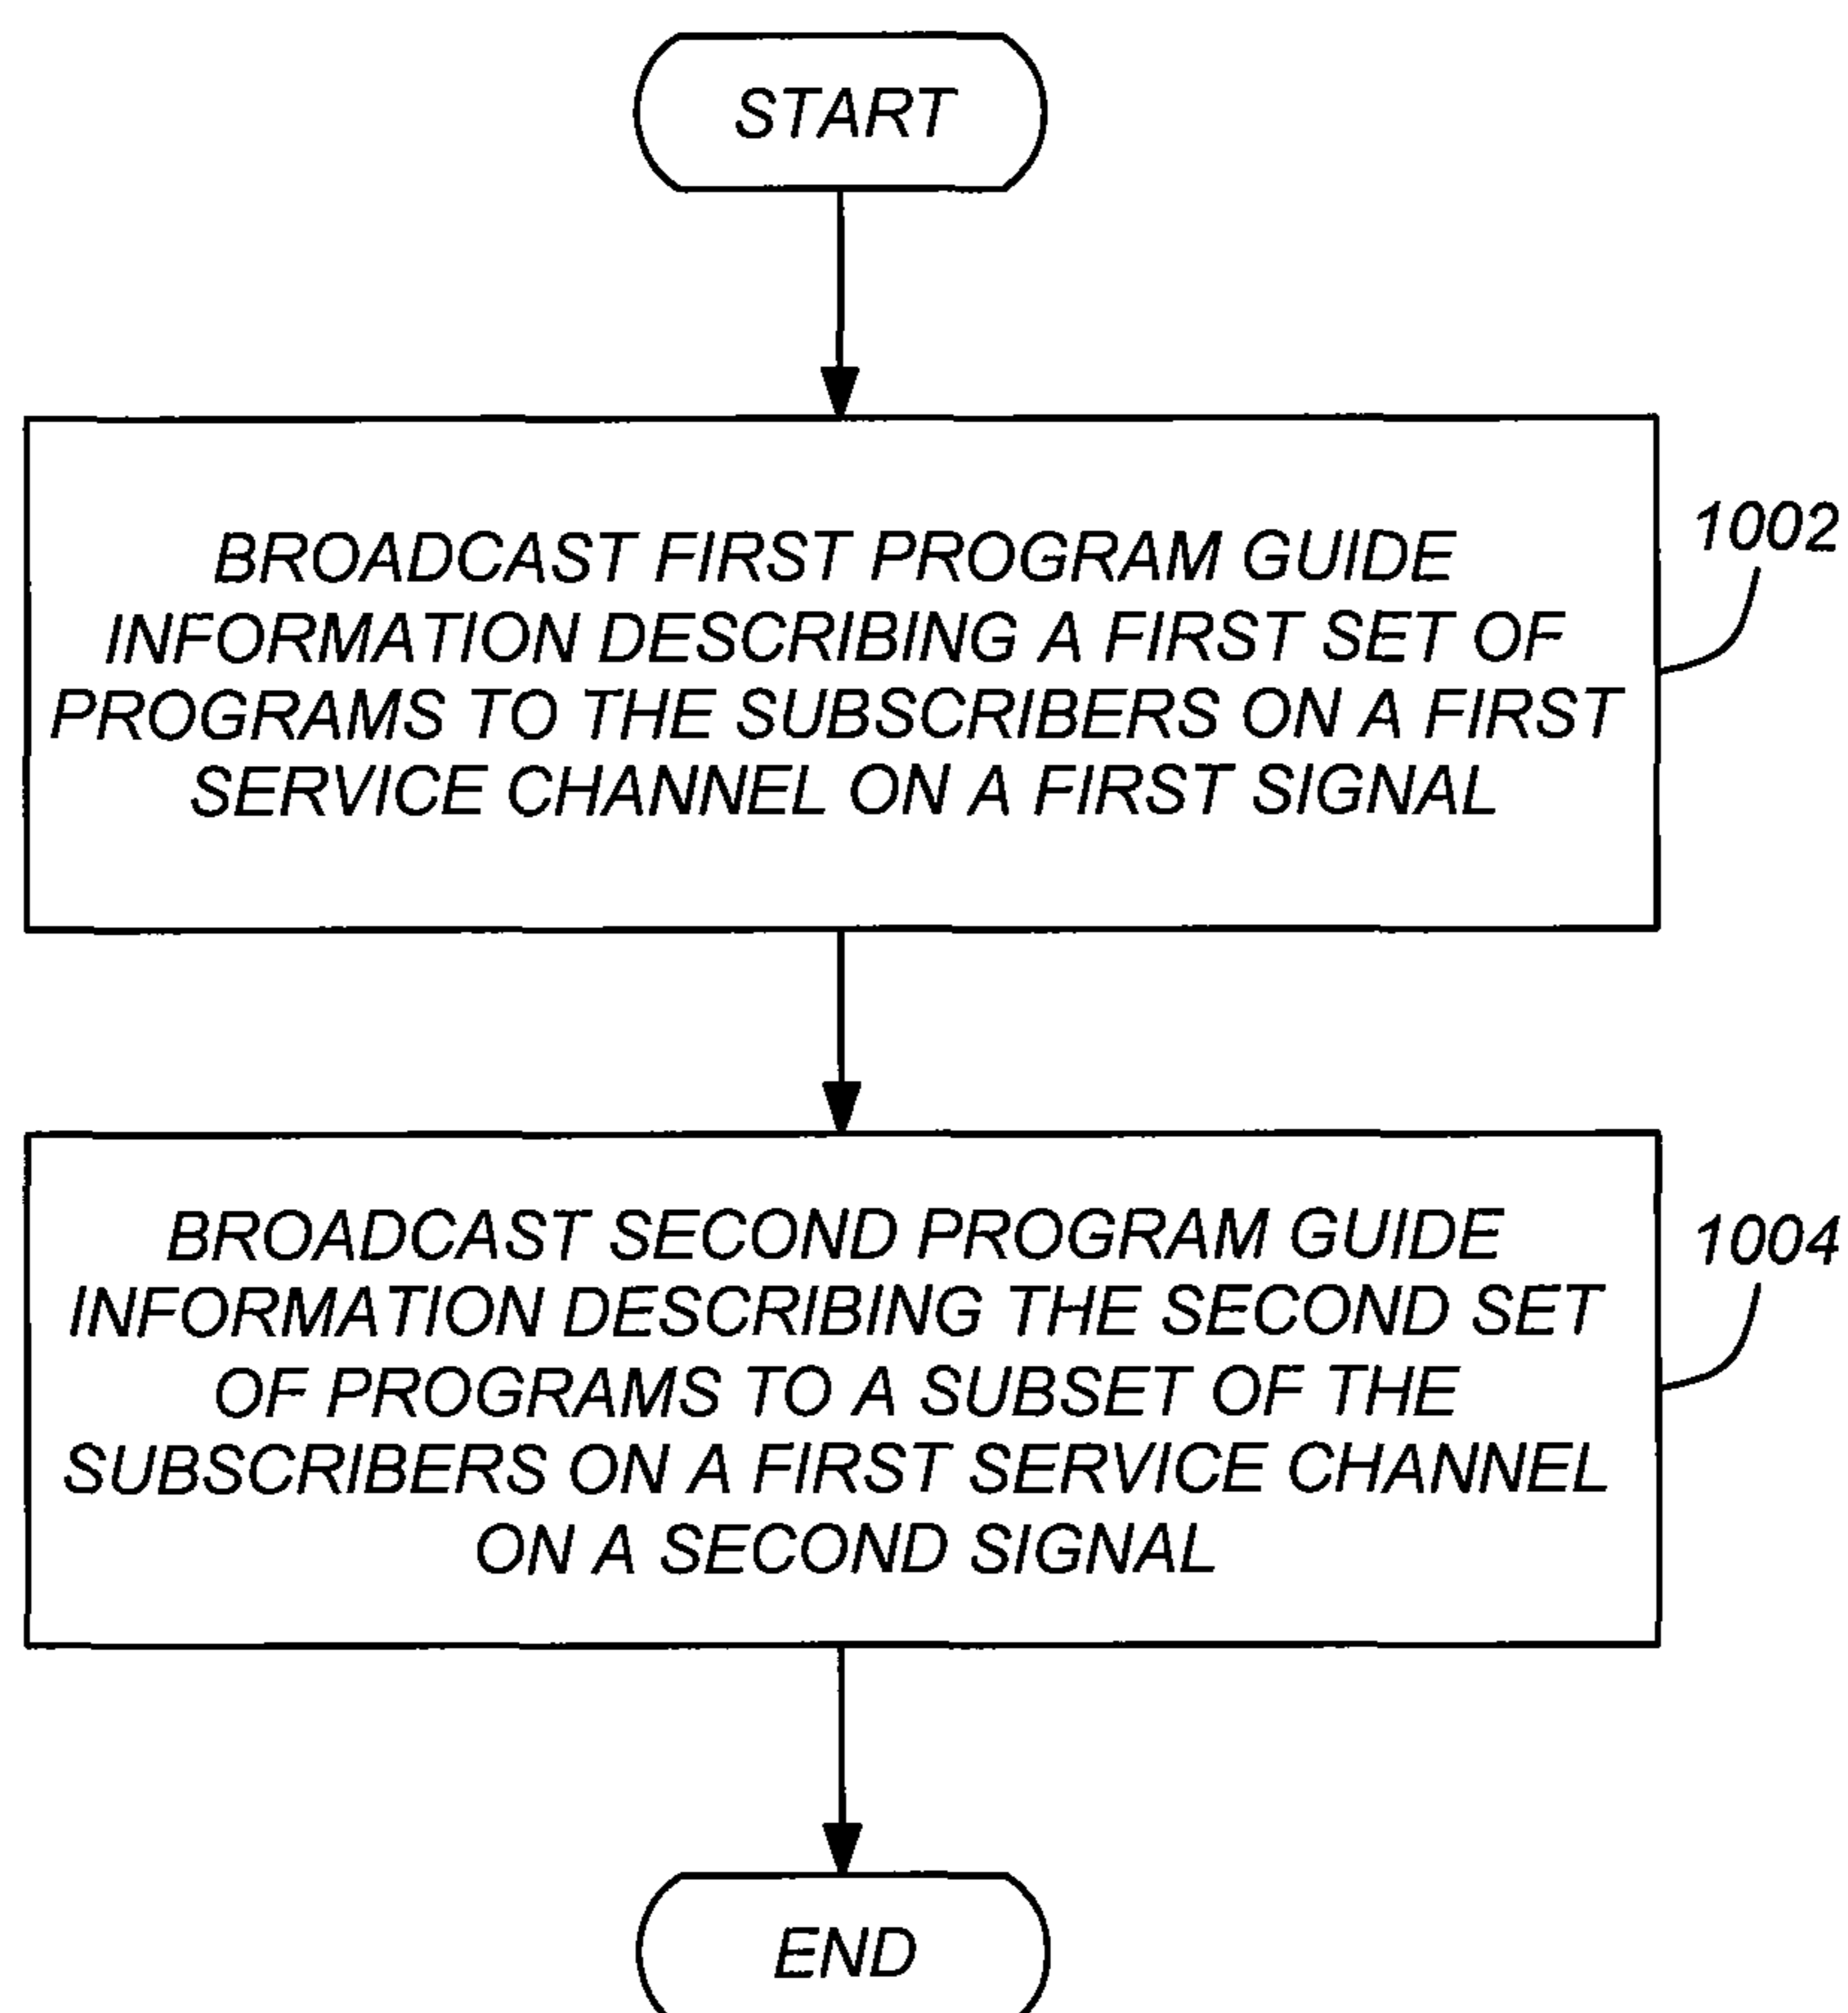 START
BROADCAST FIRST PROGRAM GUIDE
INFORMATION DESCRIBING A FIRST SET OF
PROGRAMS TO THE SUBSCRIBERS ON A FIRST
SERVICE CHANNEL ON A FIRST SIGNAL
1002
BROADCAST SECOND PROGRAM GUIDE
INFORMATION DESCRIBING THE SECOND SET
OF PROGRAMS TO A SUBSET OF THE
SUBSCRIBERS ON A FIRST SERVICE CHANNEL
ON A SECOND SIGNAL
1004
END